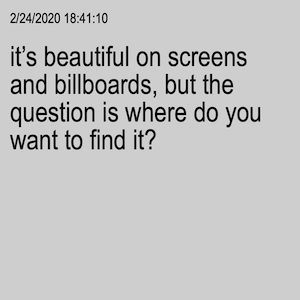 2/24/2020 18:41:10
it’s beautiful on screens
and billboards, but the
question is where do you
want to find it?